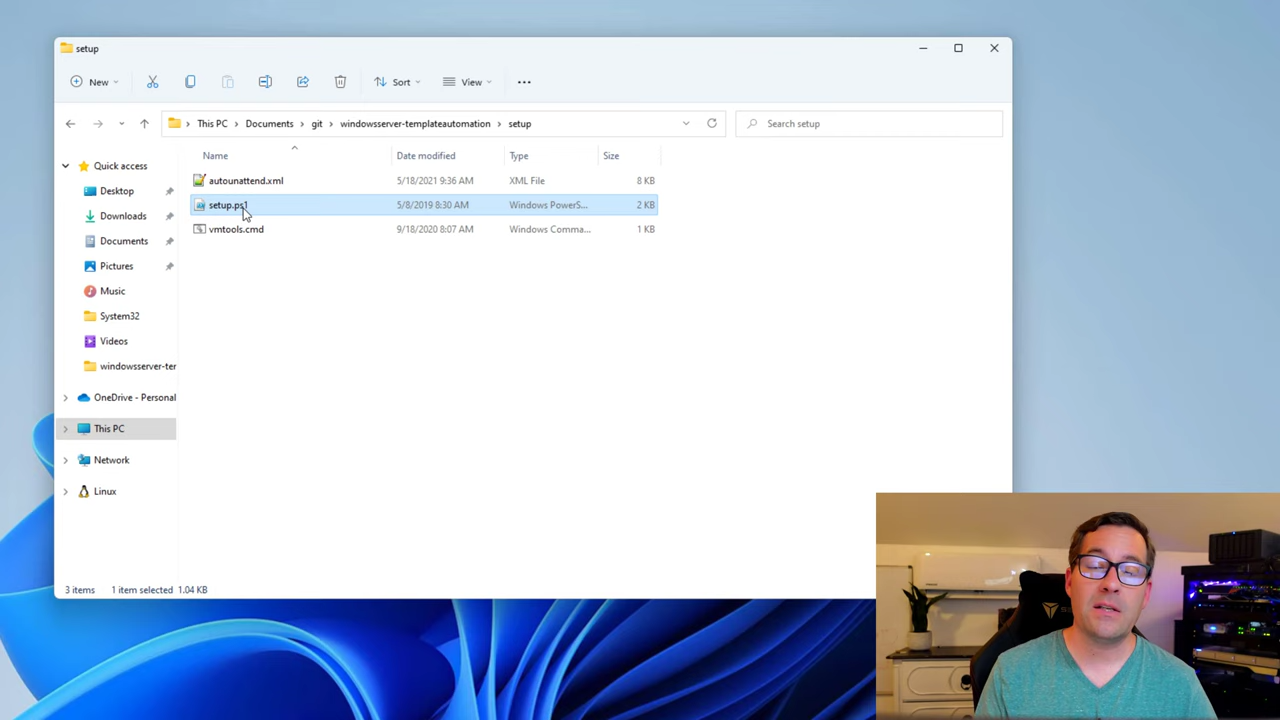 setup
New
Sort
View
This PC
Documents
git
windowsserver-templateautomation
setup
Search setup
Name
Date modified
Type
Size
Quick access
Desktop
Downloads
Documents
Pictures
Music
System32
Videos
windowsserver-ter
OneDrive - Personal
This PC
Network
Linux
autounattend.xml 5/18/2021 9:36 AM XML File 8 KB
setup.ps1 5/8/2019 8:30 AM Windows PowerS... 2 KB
vmtools.cmd 9/18/2020 8:07 AM Windows Comma... 1 KB
3 items 1 item selected 1.04 KB